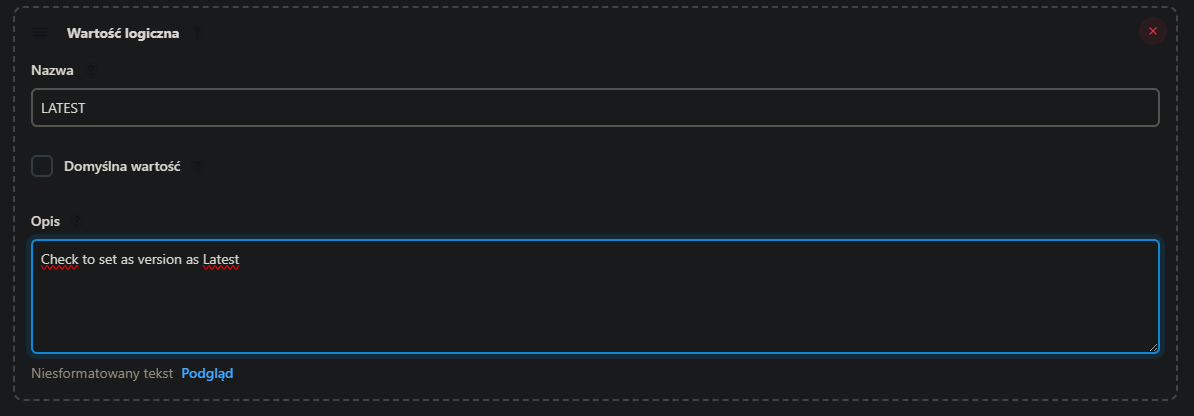 Wartość logiczna ?
Nazwa ?
LATEST
Domyślna wartość ?
Opis ?
Check to set as version as Latest
Niesformatowany tekst Podgląd